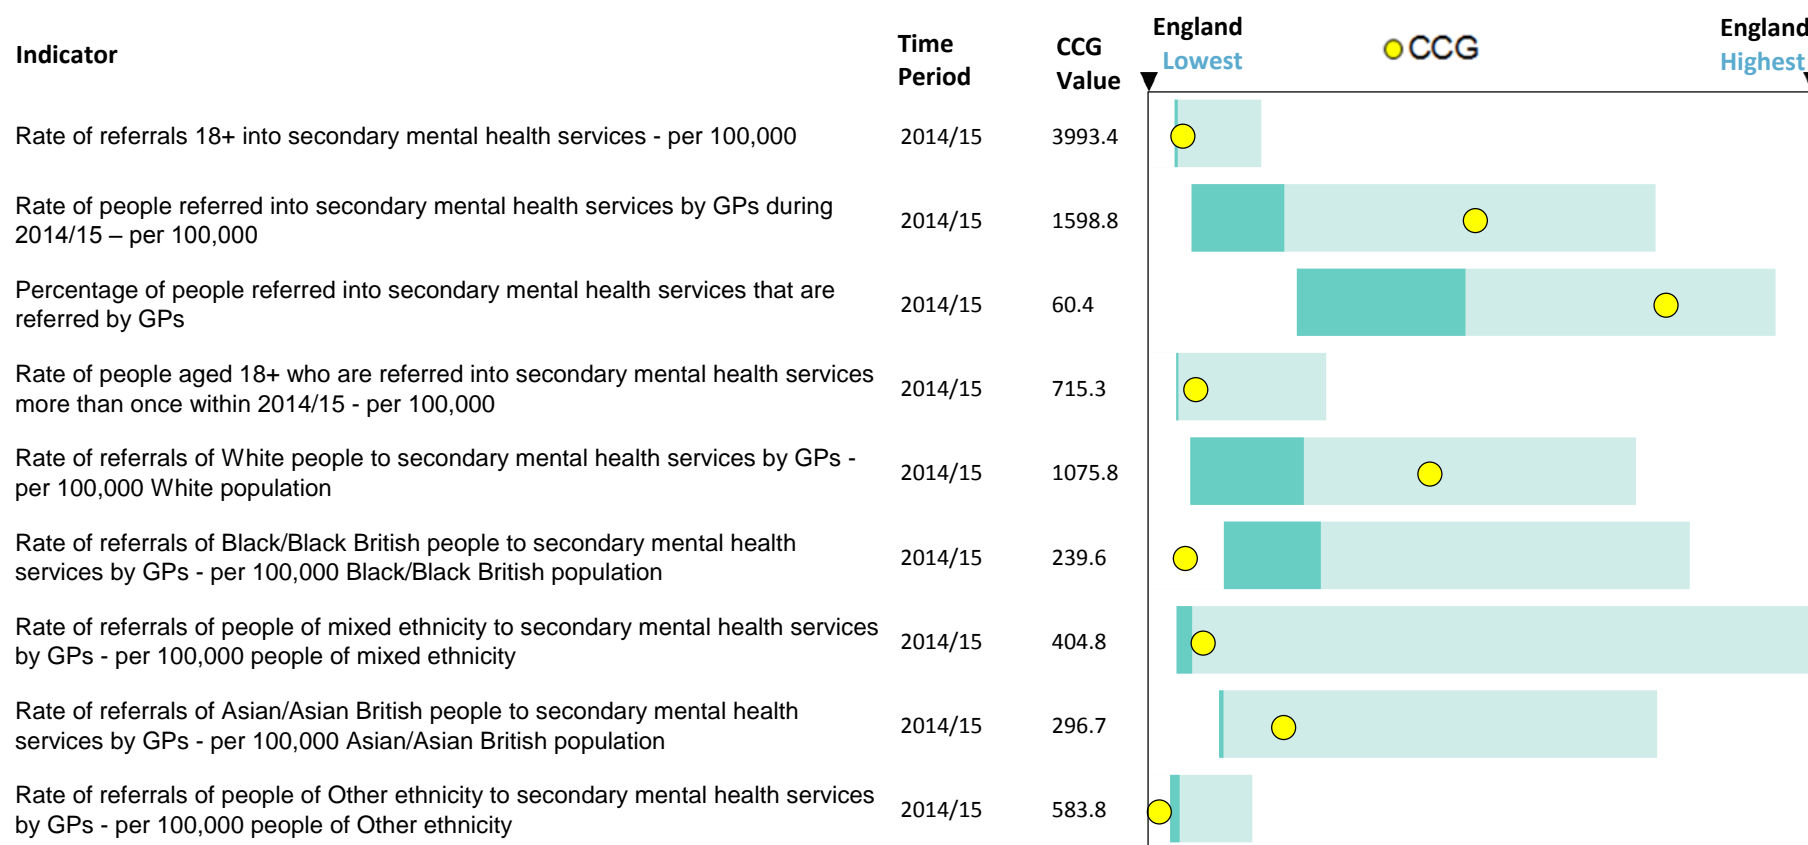 Indicator
Time
Period
CCG
Value
England
Lowest
CCG
England
Highest
Rate of referrals 18+ into secondary mental health services - per 100,000
2014/15
3993.4
Rate of people referred into secondary mental health services by GPs during
2014/15 – per 100,000
2014/15
1598.8
Percentage of people referred into secondary mental health services that are
referred by GPs
2014/15
60.4
Rate of people aged 18+ who are referred into secondary mental health services
more than once within 2014/15 - per 100,000
2014/15
715.3
Rate of referrals of White people to secondary mental health services by GPs -
per 100,000 White population
2014/15
1075.8
Rate of referrals of Black/Black British people to secondary mental health
services by GPs - per 100,000 Black/Black British population
2014/15
239.6
Rate of referrals of people of mixed ethnicity to secondary mental health services
by GPs - per 100,000 people of mixed ethnicity
2014/15
404.8
Rate of referrals of Asian/Asian British people to secondary mental health
services by GPs - per 100,000 Asian/Asian British population
2014/15
296.7
Rate of referrals of people of Other ethnicity to secondary mental health services
by GPs - per 100,000 people of Other ethnicity
2014/15
583.8